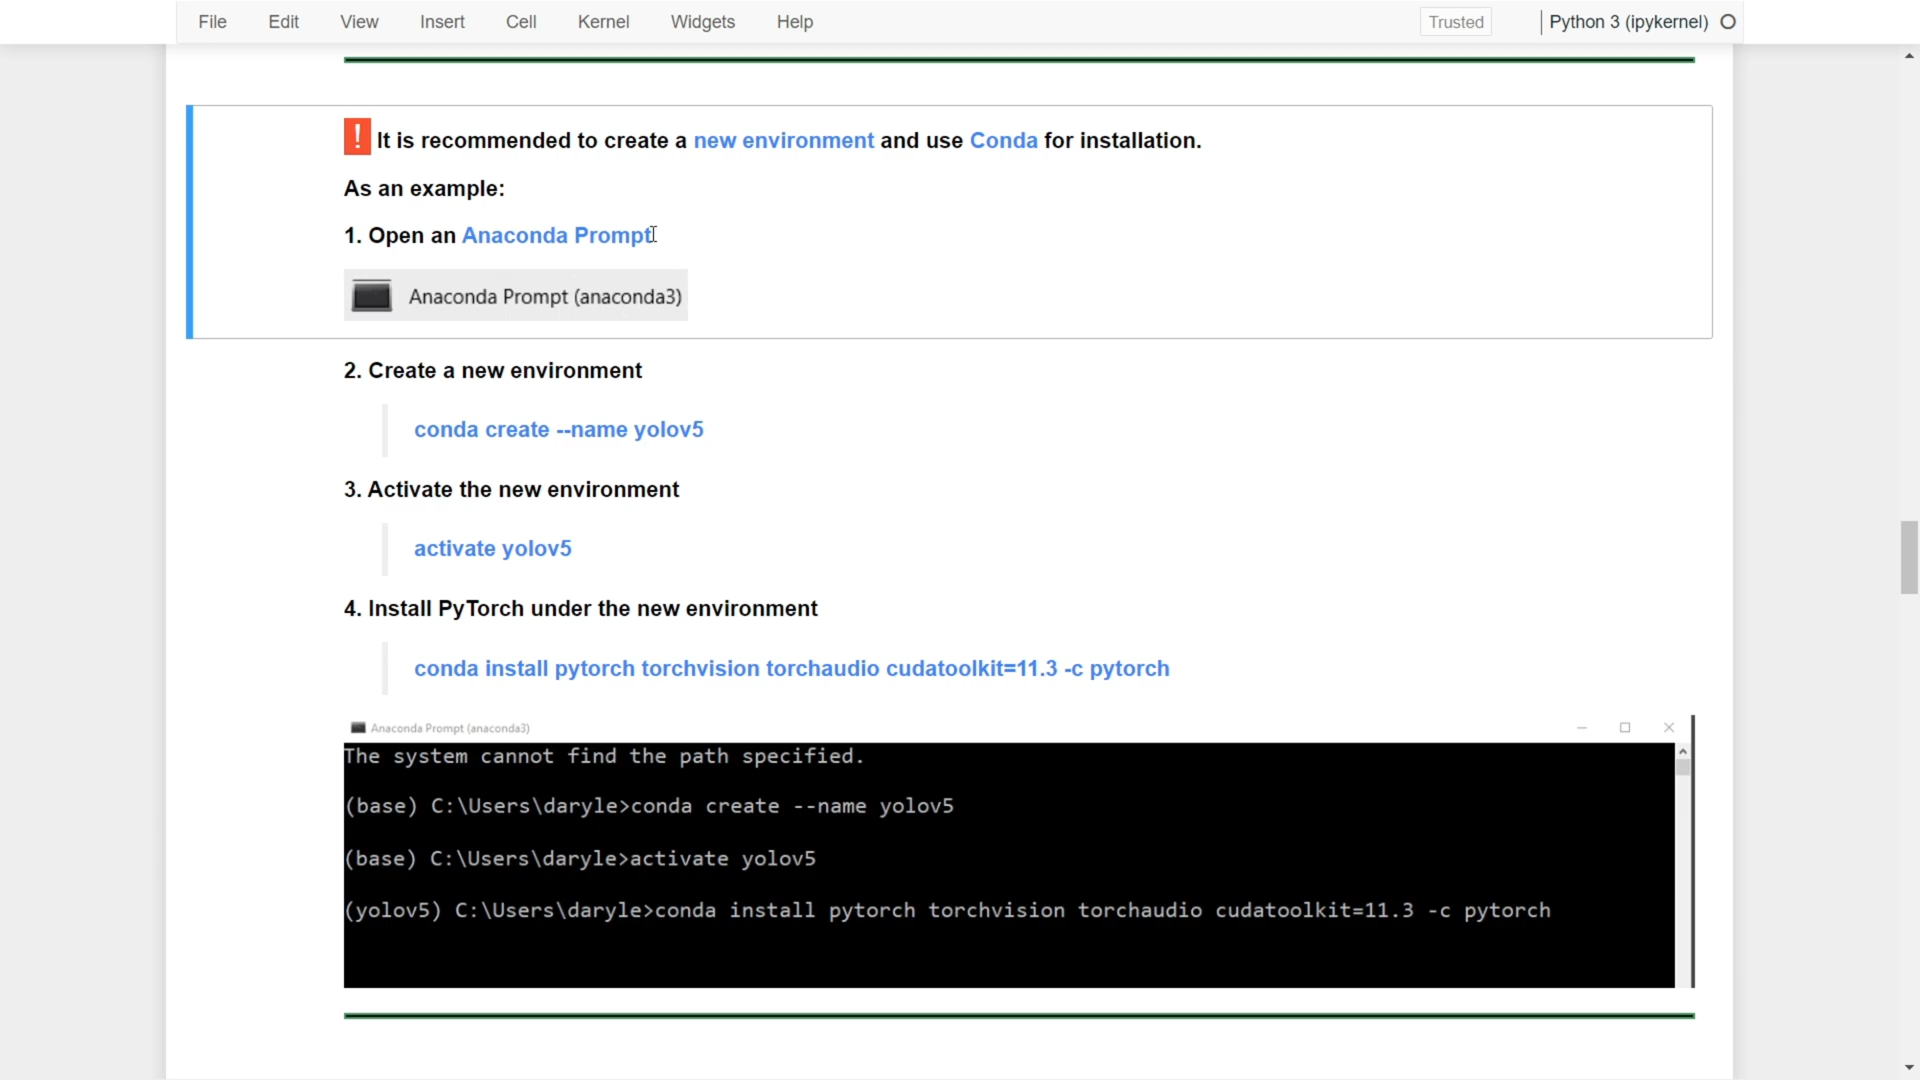 File Edit View Insert Cell Kernel Widgets Help Trusted Python 3 (ipykernel)
! It is recommended to create a new environment and use Conda for installation.
As an example:
1. Open an Anaconda Prompt
Anaconda Prompt (anaconda3)
2. Create a new environment
conda create --name yolov5
3. Activate the new environment
activate yolov5
4. Install PyTorch under the new environment
conda install pytorch torchvision torchaudio cudatoolkit=11.3 -c pytorch
Anaconda Prompt (anaconda3)
The system cannot find the path specified.
(base) C:\Users\daryle>conda create --name yolov5
(base) C:\Users\daryle>activate yolov5
(yolov5) C:\Users\daryle>conda install pytorch torchvision torchaudio cudatoolkit=11.3 -c pytorch